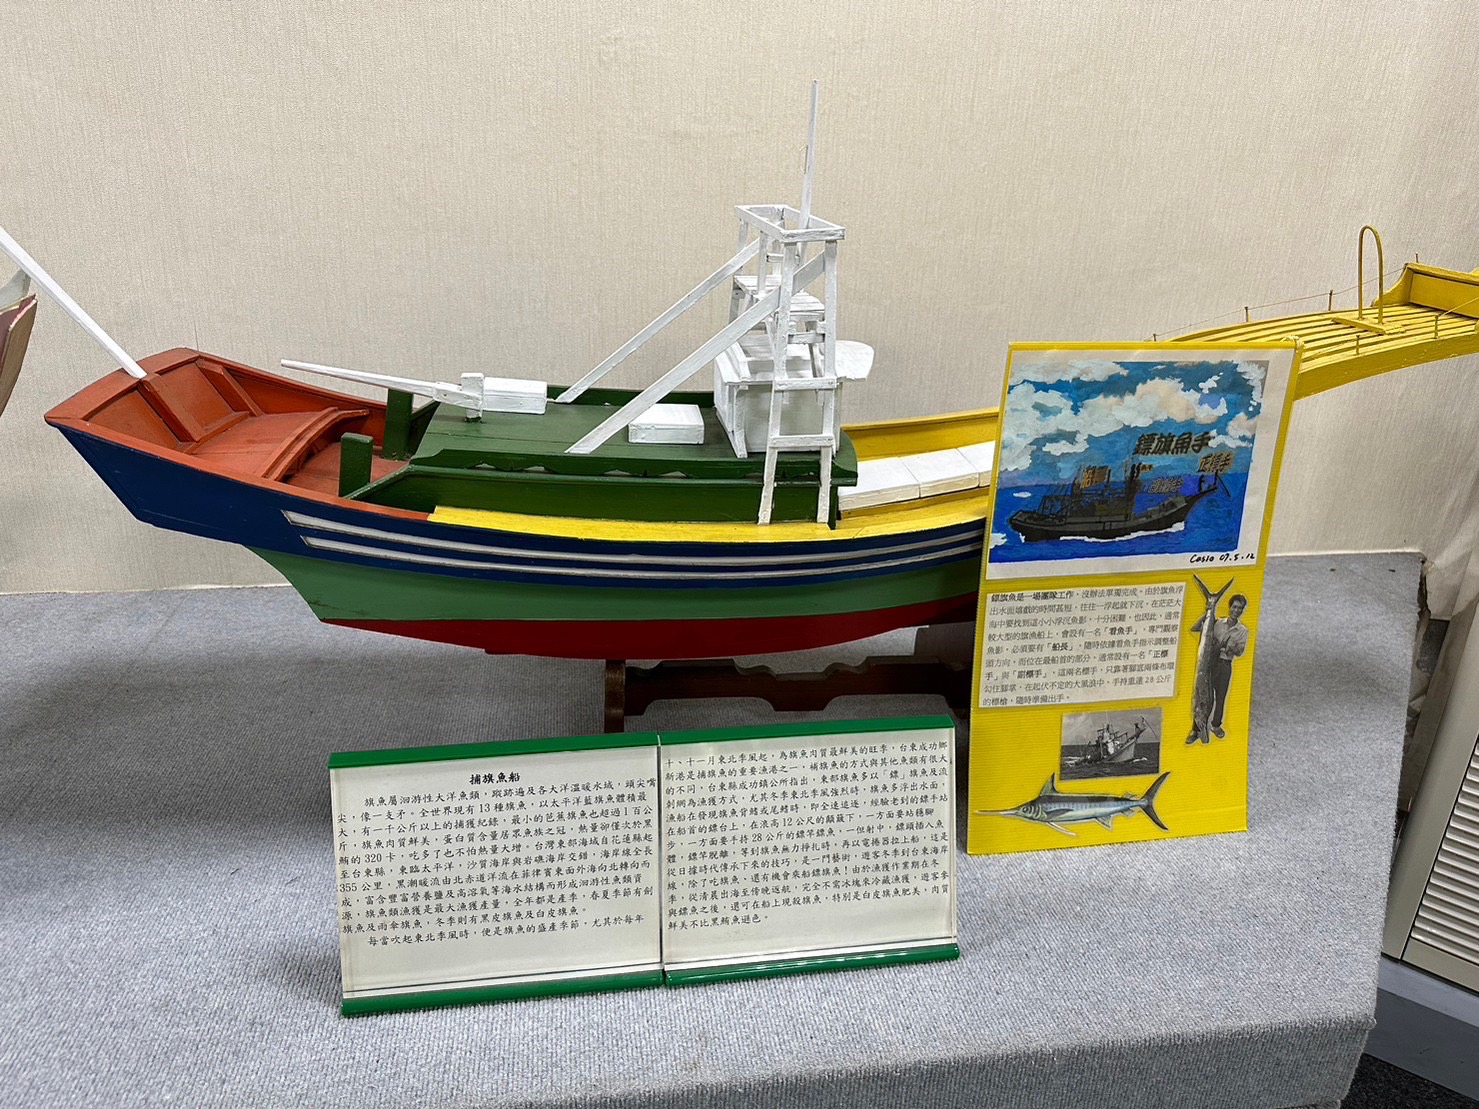 捕旗魚船
旗魚屬洄游性大洋魚類，蹤跡遍及各大洋溫暖水域，頭尖嘴
尖，像一支矛。全世界現有13種旗魚，以太平洋藍旗魚體積最
大，有一千公斤以上的捕獲紀錄，最小的芭蕉旗魚也超過1百公
斤，旗魚肉質鮮美，蛋白質含量居眾魚族之冠，熱量卻僅次於黑
鮪的320卡，吃多了也不怕熱量大增。台灣東部海域自花蓮縣起
至台東縣，東臨太平洋，沙質海岸與岩礁海岸交錯，海岸線全長
355公里，黑潮暖流由北赤道洋流在菲律賓東面外海向北轉向而
成，富含豐富營養鹽及高溶氧等海水結構而形成洄游性魚類資
源，旗魚類漁獲是最大漁獲產量，全年都是產季，春夏季節有劍
旗魚及雨傘旗魚，冬季則有黑皮旗魚及白皮旗魚。
每當吹起東北季風時，便是旗魚的盛產季節。尤其於每年
十、十一月東北季風起，為旗魚肉質最鮮美的旺季，台東成功鄉
新港是捕旗魚的重要漁港之一。捕旗魚的方式與其他魚類有很大
的不同，台東縣成功鎮公所指出，東部旗魚多以「鏢」旗魚及流
刺網為漁獲方式，尤其冬季東北季風強烈時，旗魚多浮出水面，
漁船在發現旗魚背鰭或尾鰭時，即全速追逐，經驗老到的鏢手站
在船首的鏢台上，在浪高12公尺的顛簸下，一方面要站穩腳
步，一方面要手持28公斤的鏢竿鏢魚，一但射中，鏢頭插入魚
體，鏢竿脫離，等到旗魚無力掙扎時，再以電捲器拉上船，這是
從日據時代傳承下來的技巧，是一門藝術，遊客冬季到台東海岸
線，除了吃旗魚，還有機會乘船鏢旗魚！由於漁獲作業期在冬
季，從清晨出海至傍晚返航，完全不需冰塊來冷藏漁獲，遊客參
與鏢魚之後，還可在船上現殺旗魚，特別是白皮旗魚肥美，肉質
鮮美不比黑鮪魚遜色。
鏢旗魚手
正標手
Casio 07.5.12
鏢旗魚是一場團隊工作，沒辦法單獨完成。由於旗魚浮
出水面嬉戲的時間甚短，往往一浮起就下沉，在茫茫大
海中要找到這小小浮沉魚影，十分困難，也因此，通常
較大型的旗漁船上，會設有一名「看魚手」，專門觀察
魚影，必須要有「船長」，隨時依據看魚手指示調整船
頭方向，而位在最船首的部分，通常設有一名「正標
手」與「副標手」，這兩名標手，只靠著腳底兩條布環
勾住腳掌，在起伏不定的大風浪中，手持重達28公斤
的標槍，隨時準備出手。